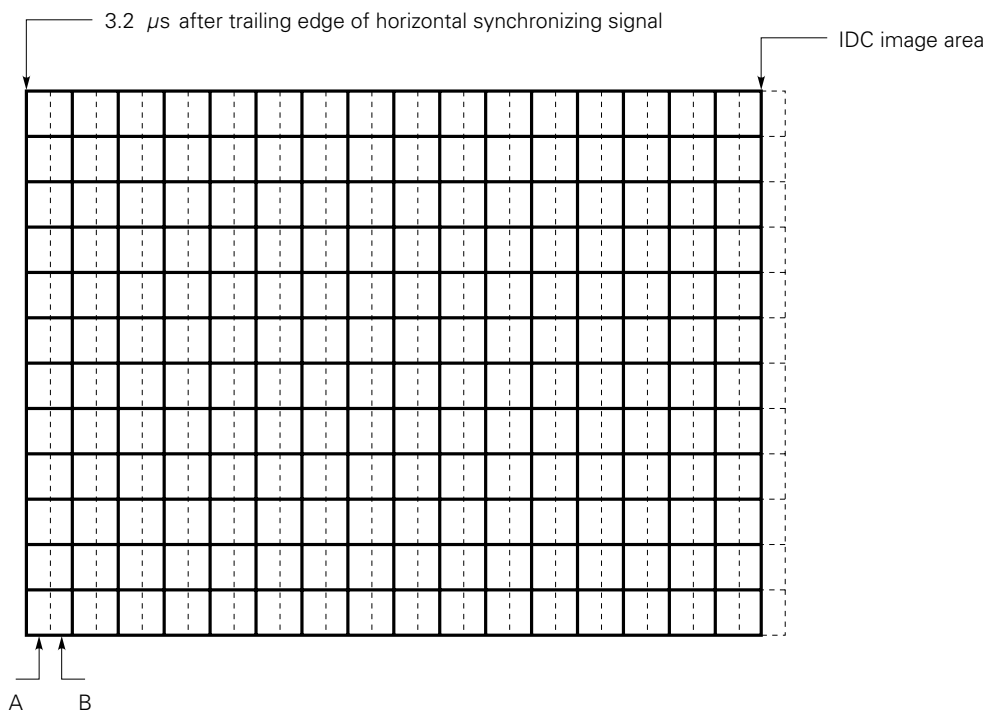 3.2 μs after trailing edge of horizontal synchronizing signal
IDC image area
A
B